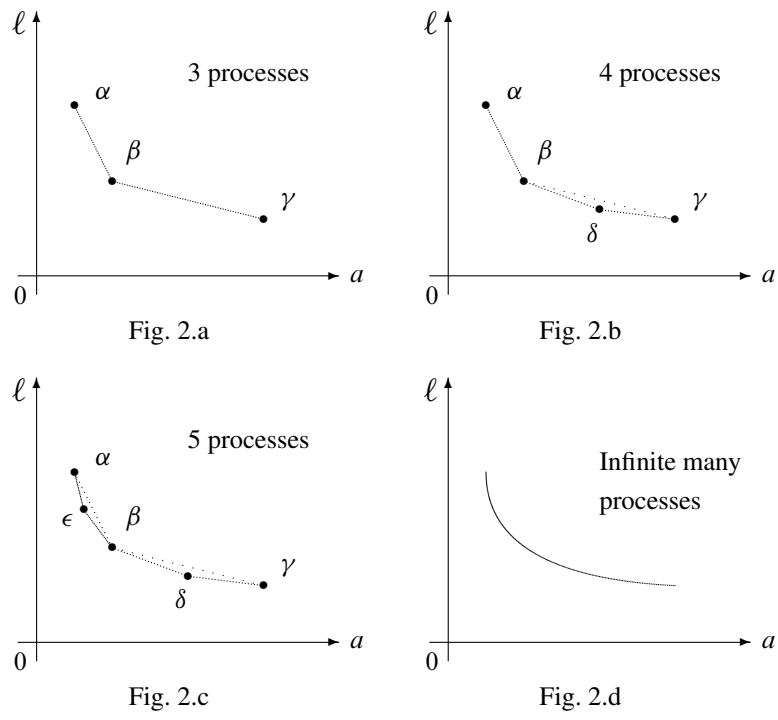 ℓ
3 processes
α
β
γ
0
a
Fig. 2.a
ℓ
4 processes
α
β
γ
δ
0
a
Fig. 2.b
ℓ
5 processes
α
ϵ
β
γ
δ
0
a
Fig. 2.c
ℓ
Infinite many
processes
0
a
Fig. 2.d